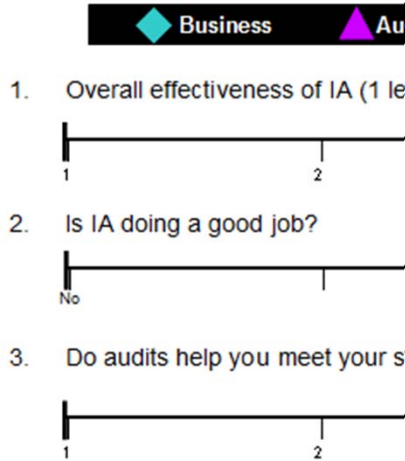 Business Au
1. Overall effectiveness of IA (1 le
1 2
2. Is IA doing a good job?
No
3. Do audits help you meet your s
1 2